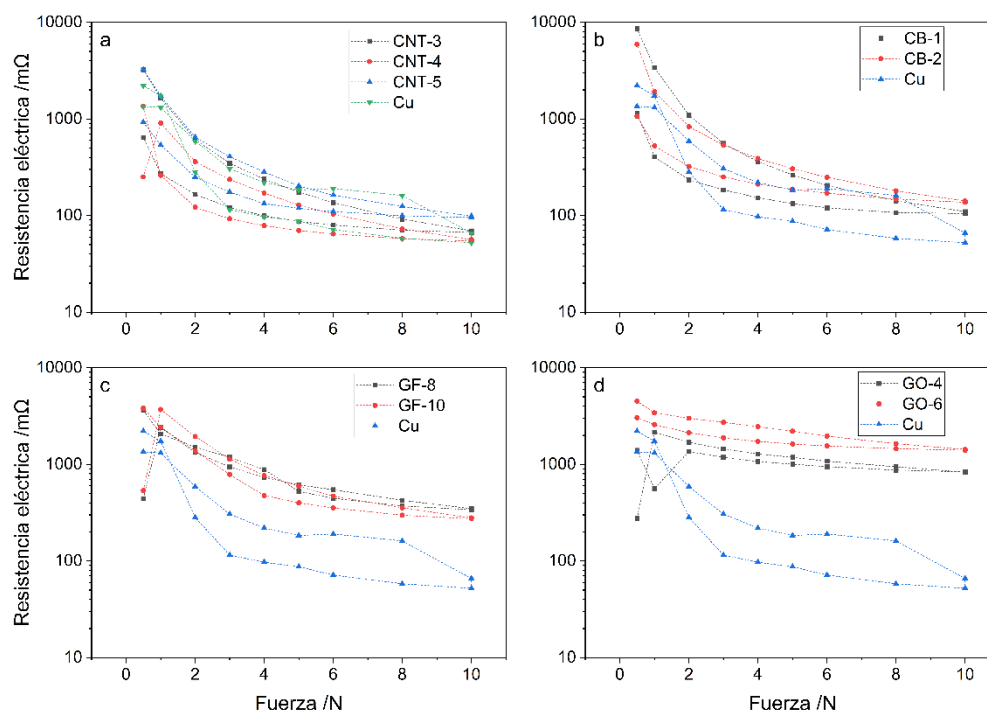 a
CNT-3
CNT-4
CNT-5
Cu
Resistencia eléctrica /mΩ
10000
1000
100
10
0
2
4
6
8
10
b
CB-1
CB-2
Cu
10000
1000
100
10
0
2
4
6
8
10
c
GF-8
GF-10
Cu
Resistencia eléctrica /mΩ
10000
1000
100
10
0
2
4
6
8
10
Fuerza /N
d
GO-4
GO-6
Cu
10000
1000
100
10
0
2
4
6
8
10
Fuerza /N